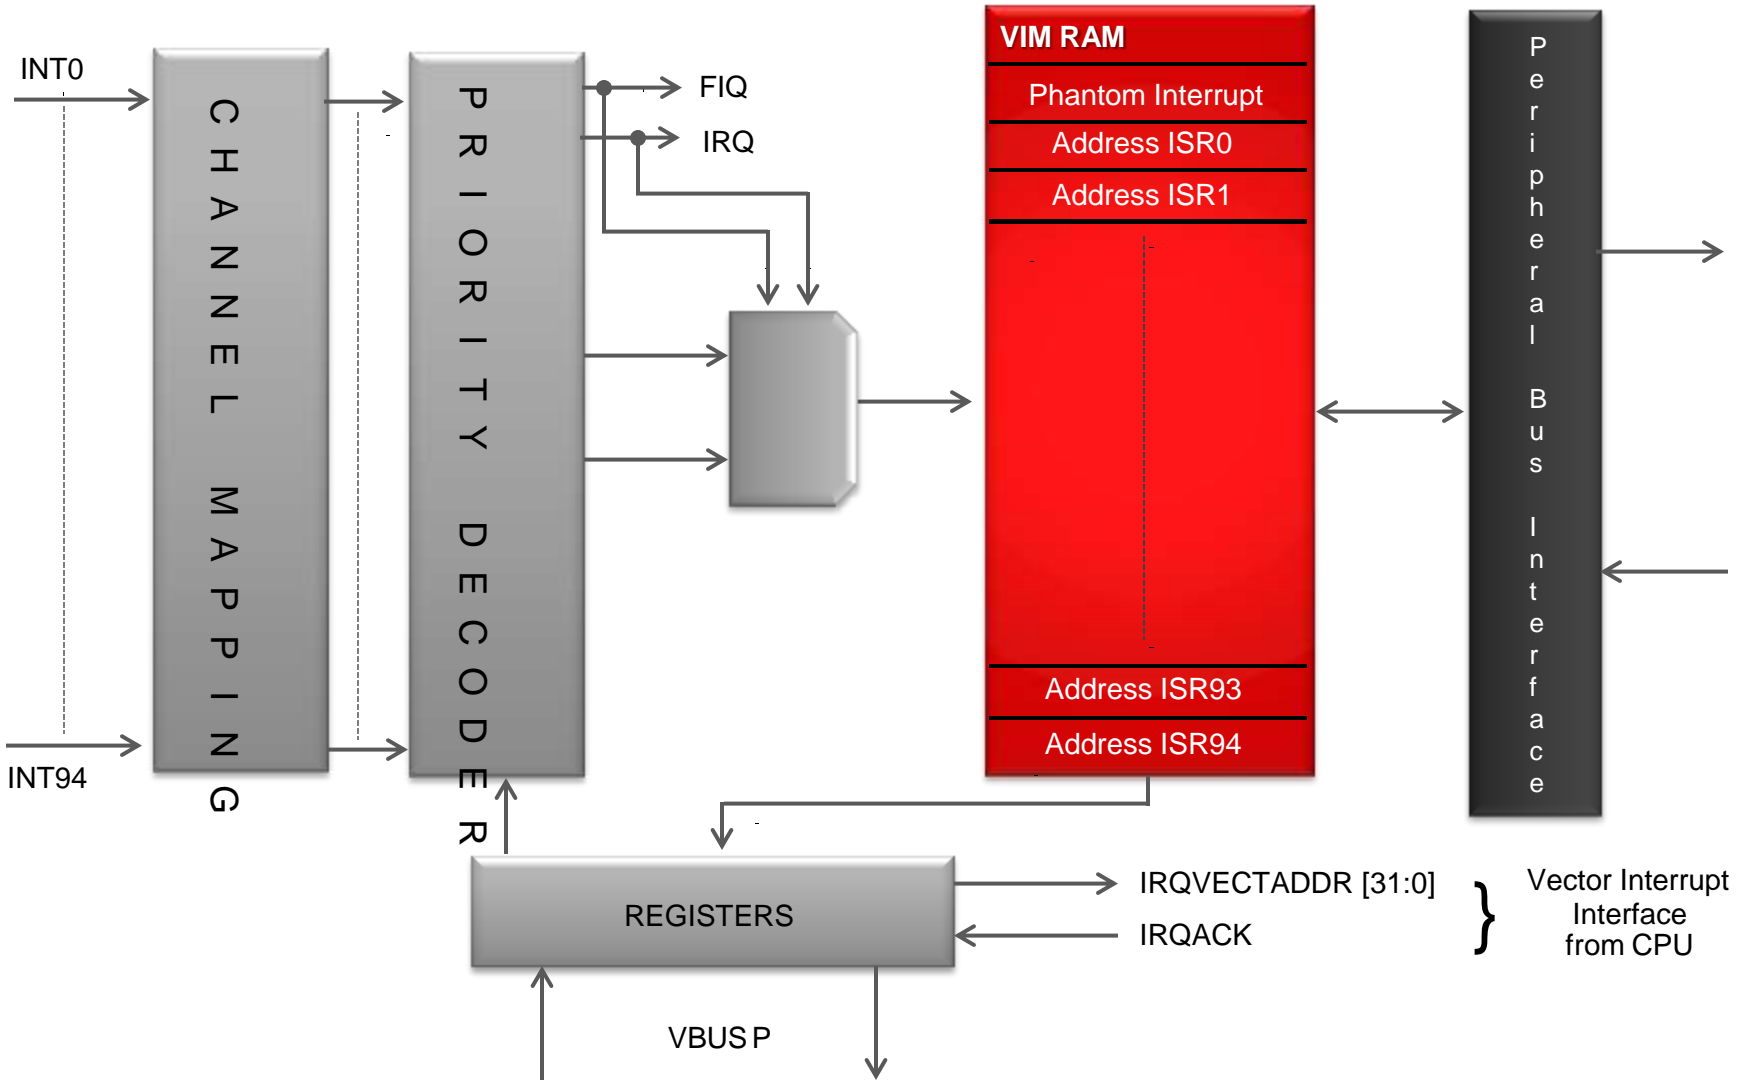 INT0
INT94
CHANNEL MAPPING
PRIORITY DECODER
FIQ
IRQ
VIM RAM
Phantom Interrupt
Address ISR0
Address ISR1
Address ISR93
Address ISR94
Peripheral Bus Interface
REGISTERS
IRQVECTADDR [31:0]
IRQACK
}
Vector Interrupt
Interface
from CPU
VBUSP